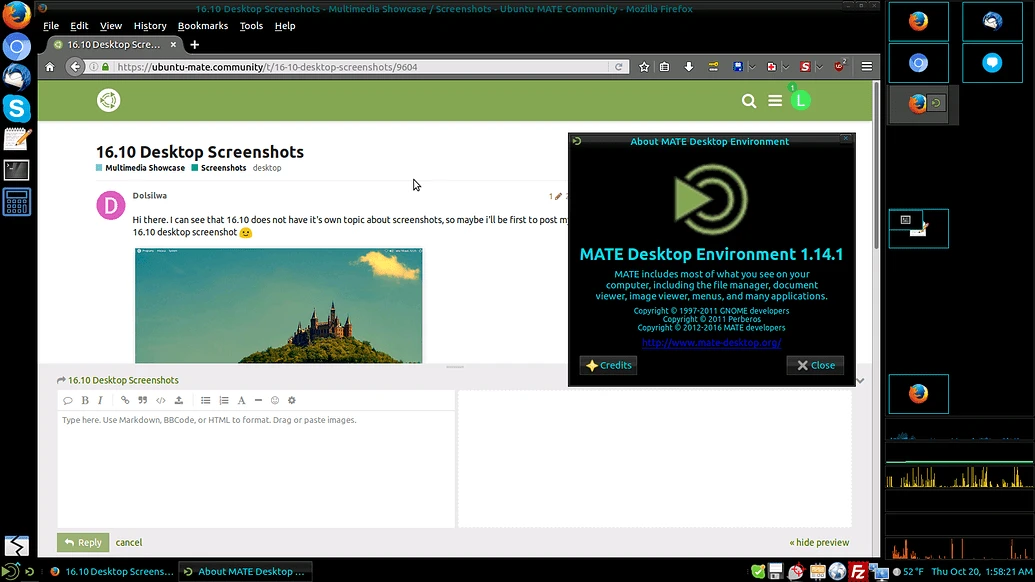 16.10 Desktop Screenshots - Multimedia Showcase / Screenshots - Ubuntu MATE Community - Mozilla Firefox
File Edit View History Bookmarks Tools Help
16.10 Desktop Scre...
https://ubuntu-mate.community/t/16-10-desktop-screenshots/9604
S
2
1
L
16.10 Desktop Screenshots
Multimedia Showcase Screenshots desktop
D
Dolsilwa
1
Hi there. I can see that 16.10 does not have it's own topic about screenshots, so maybe i'll be first to post m
16.10 desktop screenshot
About MATE Desktop Environment
MATE Desktop Environment 1.14.1
MATE includes most of what you see on your
computer, including the file manager, document
viewer, image viewer, menus, and many applications.
Copyright © 1997-2011 GNOME developers
Copyright © 2011 Perberos
Copyright © 2012-2016 MATE developers
http://www.mate-desktop.org/
Credits Close
16.10 Desktop Screenshots
B I A
Type here. Use Markdown, BBCode, or HTML to format. Drag or paste images.
Reply cancel « hide preview
16.10 Desktop Screens... About MATE Desktop ... 52 °F Thu Oct 20, 1:58:21 AM